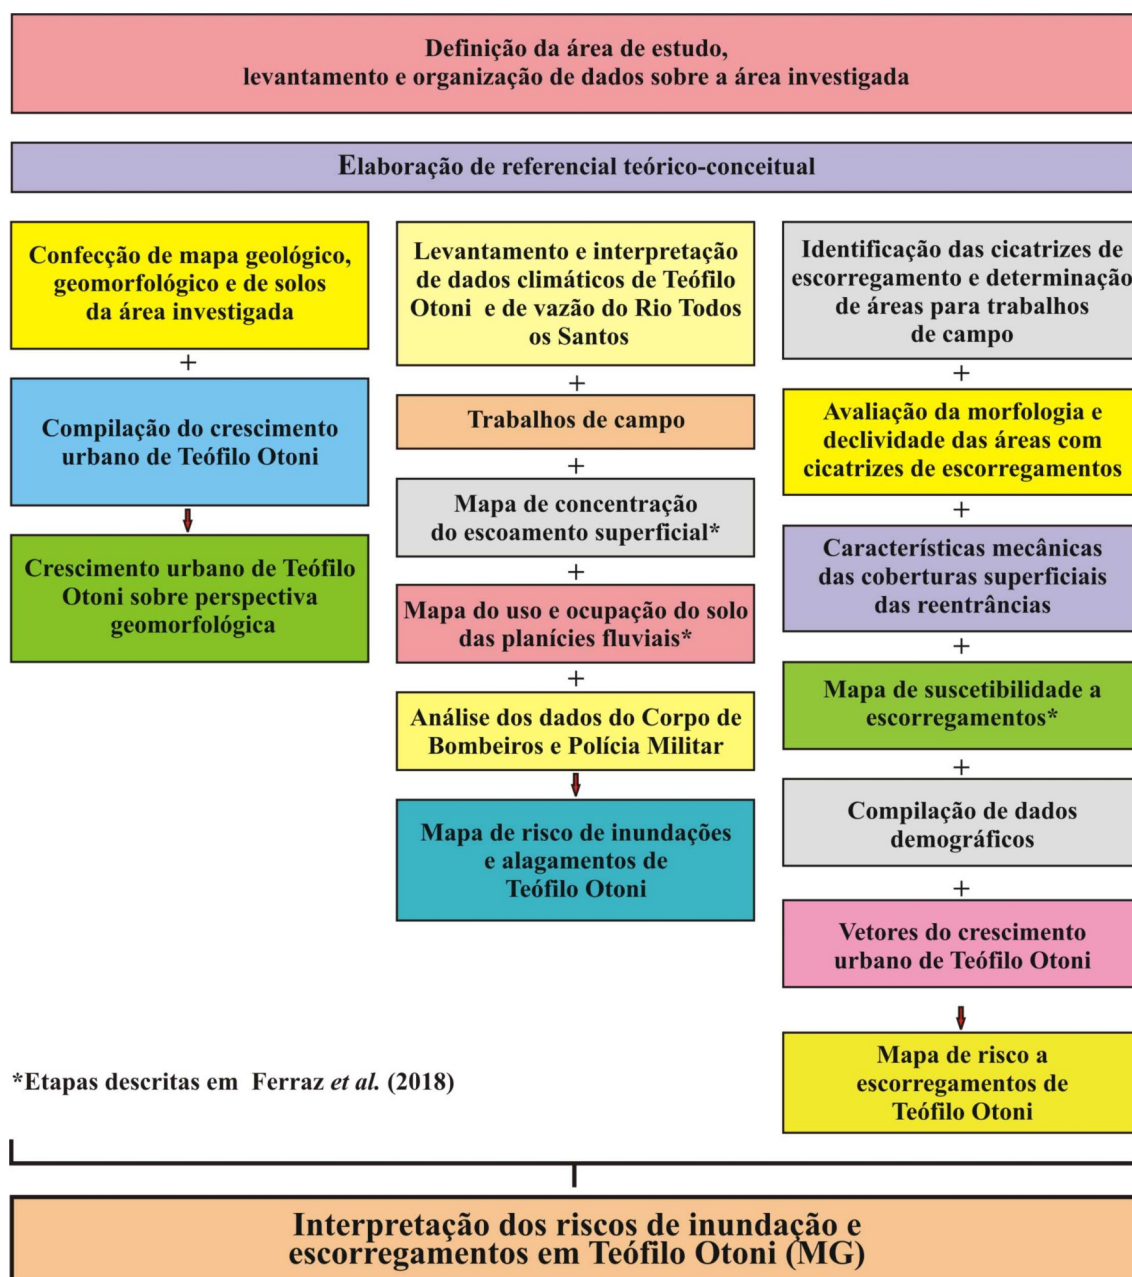 Definição da área de estudo,
levantamento e organização de dados sobre a área investigada
Elaboração de referencial teórico-conceitual
Confecção de mapa geológico,
geomorfológico e de solos
da área investigada
+
Compilação do crescimento
urbano de Teófilo Otoni
Crescimento urbano de Teófilo
Otoni sobre perspectiva
geomorfológica
Levantamento e interpretação
de dados climáticos de Teófilo
Otoni e de vazão do Rio Todos
os Santos
+
Trabalhos de campo
+
Mapa de concentração
do escoamento superficial*
+
Mapa do uso e ocupação do solo
das planícies fluviais*
+
Análise dos dados do Corpo de
Bombeiros e Polícia Militar
Mapa de risco de inundações
e alagamentos de
Teófilo Otoni
Identificação das cicatrizes de
escorregamento e determinação
de áreas para trabalhos
de campo
+
Avaliação da morfologia e
declividade das áreas com
cicatrizes de escorregamentos
+
Características mecânicas
das coberturas superficiais
das reentrâncias
+
Mapa de suscetibilidade a
escorregamentos*
+
Compilação de dados
demográficos
+
Vetores do crescimento
urbano de Teófilo Otoni
Mapa de risco a
escorregamentos de
Teófilo Otoni
*Etapas descritas em Ferraz et al. (2018)
Interpretação dos riscos de inundação e
escorregamentos em Teófilo Otoni (MG)